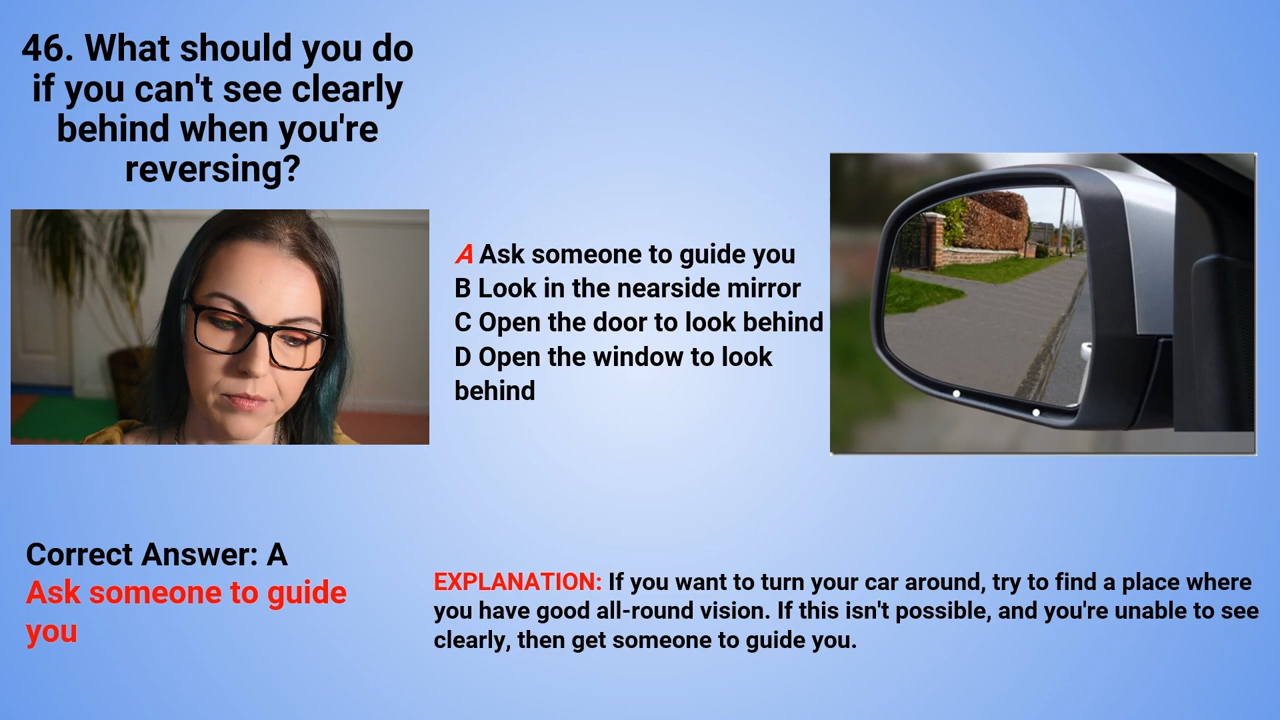 46. What should you do
if you can't see clearly
behind when you're
reversing?
A Ask someone to guide you
B Look in the nearside mirror
C Open the door to look behind
D Open the window to look
behind
Correct Answer: A
Ask someone to guide
you
EXPLANATION: If you want to turn your car around, try to find a place where
you have good all-round vision. If this isn't possible, and you're unable to see
clearly, then get someone to guide you.